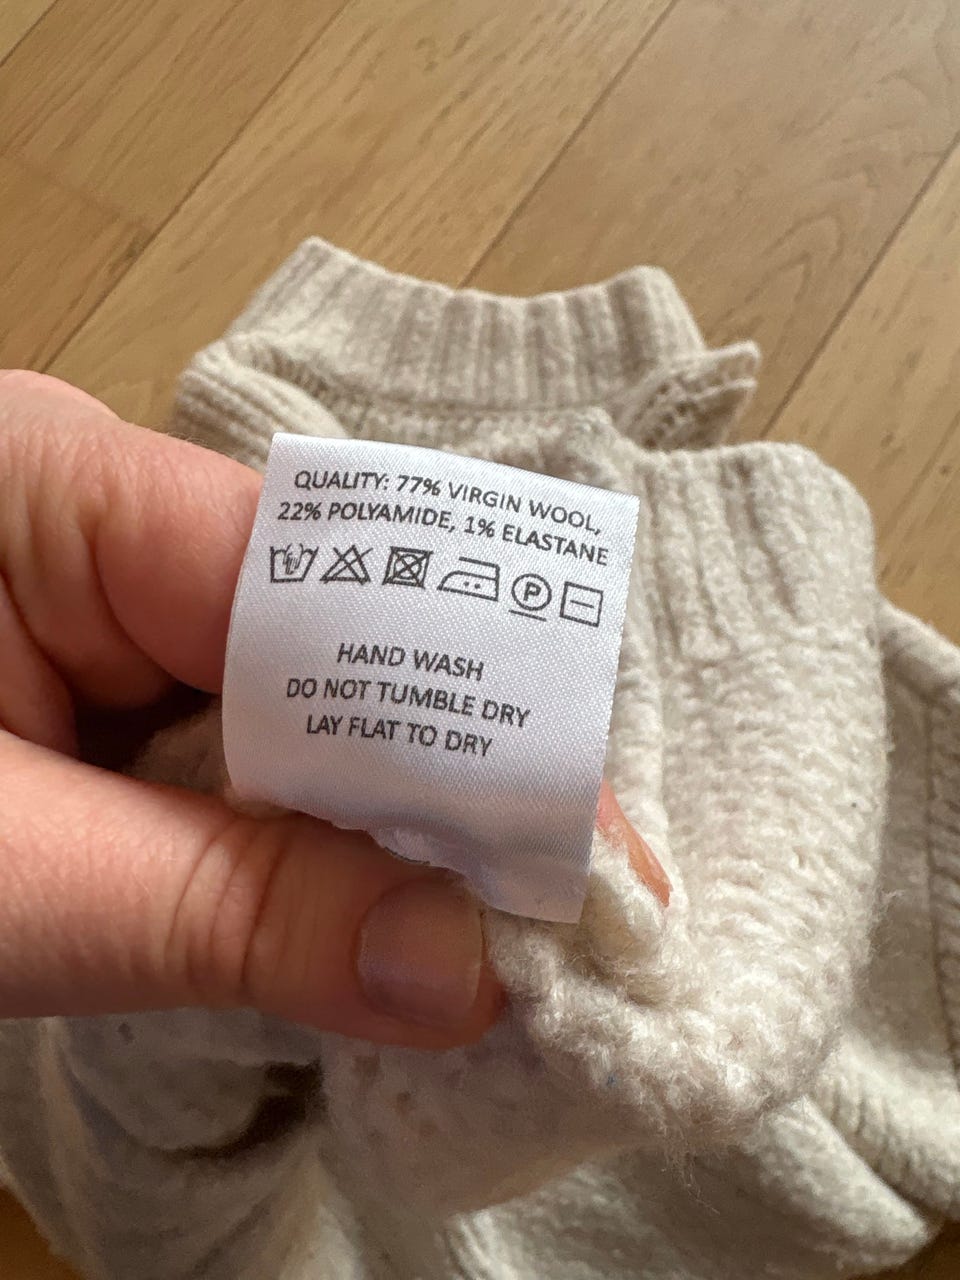 QUALITY: 77% VIRGIN WOOL,
22% POLYAMIDE, 1% ELASTANE
P
HAND WASH
DO NOT TUMBLE DRY
LAY FLAT TO DRY